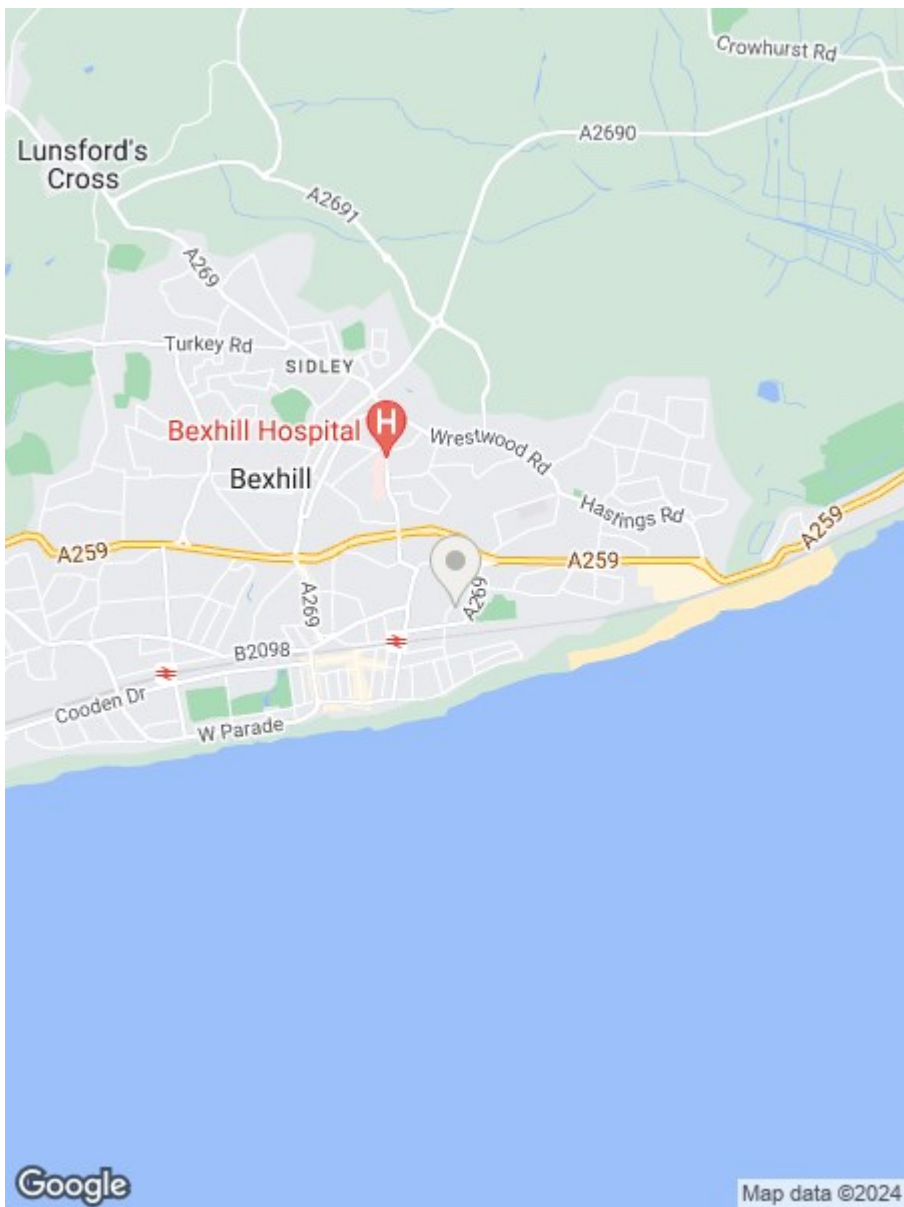 Crowhurst Rd
A2690
Lunsford's
Cross
A2691
A269
Turkey Rd
SIDLEY
H
Bexhill Hospital
Wrestwood Rd
Bexhill
Hastings Rd
A259
A259
A259
A269
A269
B2098
Cooden Dr
W Parade
Google
Map data ©2024